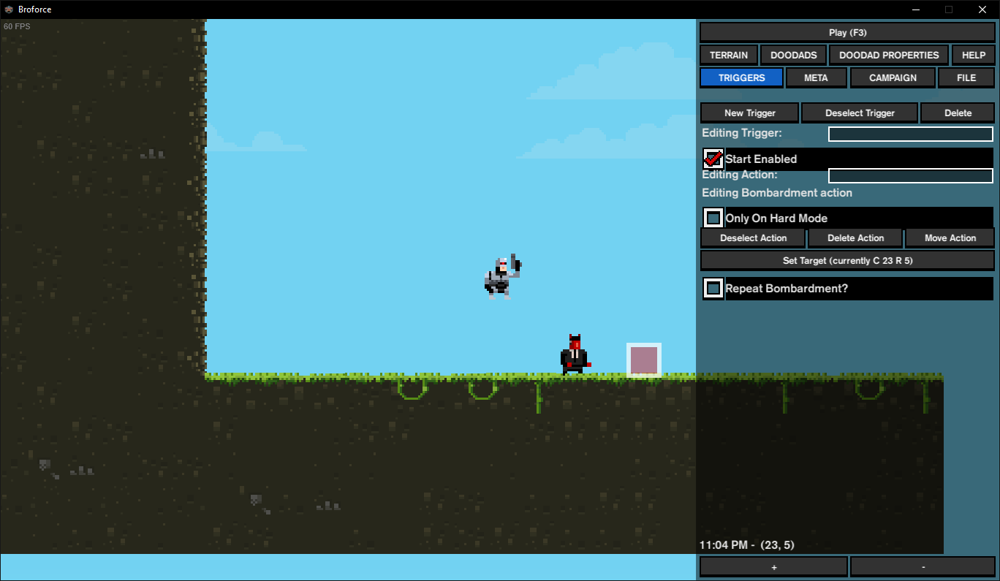 Broforce
60 FPS
Play (F3)
TERRAIN DOODADS DOODAD PROPERTIES HELP
TRIGGERS META CAMPAIGN FILE
New Trigger Deselect Trigger Delete
Editing Trigger:
Start Enabled
Editing Action:
Editing Bombardment action
Only On Hard Mode
Deselect Action Delete Action Move Action
Set Target (currently C 23 R 5)
Repeat Bombardment?
11:04 PM - (23, 5)
+ -